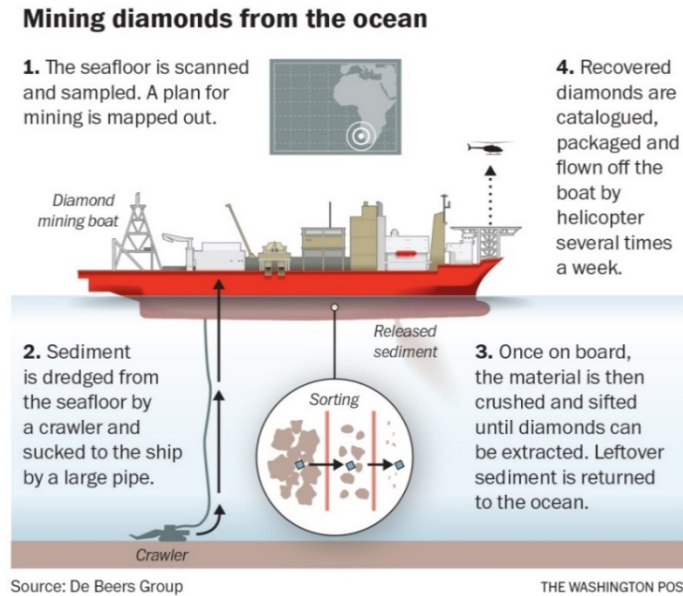 Mining diamonds from the ocean
1. The seafloor is scanned
and sampled. A plan for
mining is mapped out.
4. Recovered
diamonds are
catalogued,
packaged and
flown off the
boat by
helicopter
several times
a week.
Diamond
mining boat
Released
sediment
2. Sediment
is dredged from
the seafloor by
a crawler and
sucked to the ship
by a large pipe.
Sorting
3. Once on board,
the material is then
crushed and sifted
until diamonds can
be extracted. Leftover
sediment is returned
to the ocean.
Crawler
Source: De Beers Group
THE WASHINGTON POS